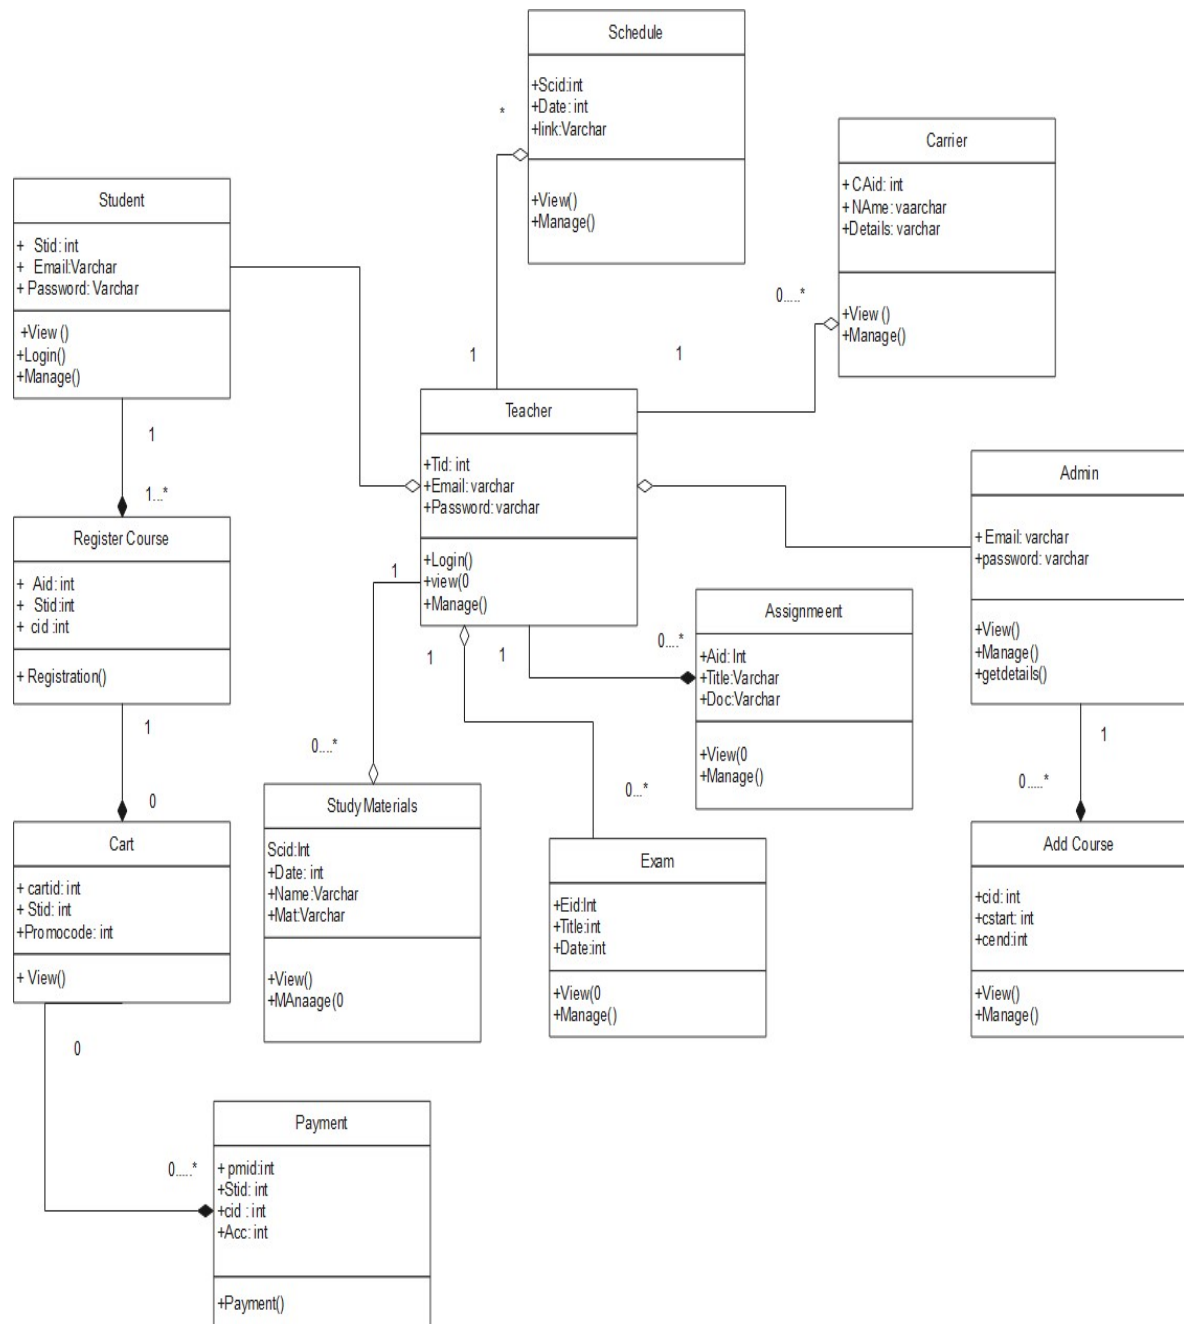 Schedule
+Scid:int
+Date: int
+link:Varchar
+View()
+Manage()
*
Carrier
+ CAid: int
+ NAme: vaarchar
+Details: varchar
+View ()
+Manage()
0.....*
1
1
Student
+ Stid: int
+ Email:Varchar
+ Password: Varchar
+View ()
+Login()
+Manage()
1
1...*
Teacher
+Tid: int
+Email: varchar
+Password: varchar
+Login()
+view(0
+Manage()
1
1
1
Admin
+ Email: varchar
+password: varchar
+View()
+Manage()
+getdetails()
1
0.....*
Register Course
+ Aid: int
+ Stid:int
+ cid :int
+ Registration()
1
0
Assignmeent
+Aid: Int
+Title:Varchar
+Doc:Varchar
+View(0
+Manage()
0....*
0....*
0...*
Cart
+ cartid: int
+ Stid: int
+Promocode: int
+ View()
0
Study Materials
Scid:Int
+Date: int
+Name:Varchar
+Mat:Varchar
+View()
+MAnaage(0
Exam
+Eid:Int
+Title:int
+Date:int
+View(0
+Manage()
Add Course
+cid: int
+cstart: int
+cend:int
+View()
+Manage()
Payment
+ pmid:int
+Stid: int
+cid : int
+Acc: int
+Payment()
0.....*